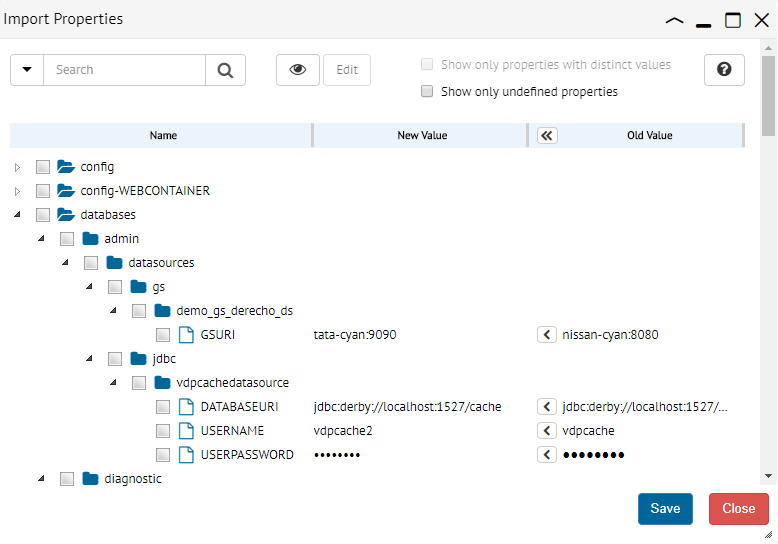 Import Properties
Search
Edit
Show only properties with distinct values
Show only undefined properties
Name New Value Old Value
config
config-WEBCONTAINER
databases
admin
datasources
gs
demo_gs_derecho_ds
GSURI tata-cyan:9090 nissan-cyan:8080
jdbc
vdpcachedatasource
DATABASEURI jdbc:derby://localhost:1527/cache jdbc:derby://localhost:1527/...
USERNAME vdpcache2 vdpcache
USERPASSWORD •••••••• ••••••••
diagnostic
Save Close